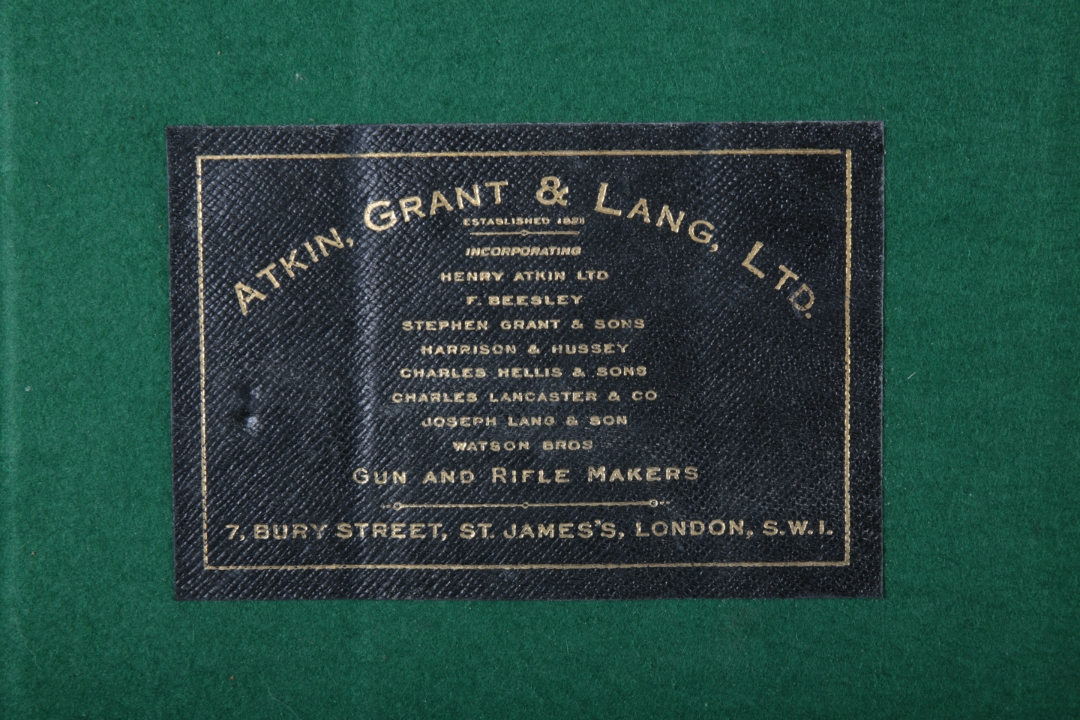 ATKIN, GRANT & LANG, LTD.
ESTABLISHED 1821
INCORPORATING
HENRY ATKIN LTD
F. BEESLEY
STEPHEN GRANT & SONS
HARRISON & HUSSEY
CHARLES HELLIS & SONS
CHARLES LANCASTER & CO
JOSEPH LANG & SON
WATSON BROS
GUN AND RIFLE MAKERS
7, BURY STREET, ST. JAMES'S, LONDON, S.W.1.